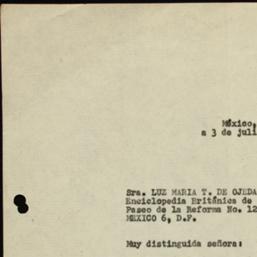 México,
a 3 de juli
Sra. LUZ MARIA T. DE OJEDA
Enciclopedia Británica de
Paseo de la Reforma No. 12
MEXICO 6, D.F.
Muy distinguida señora: